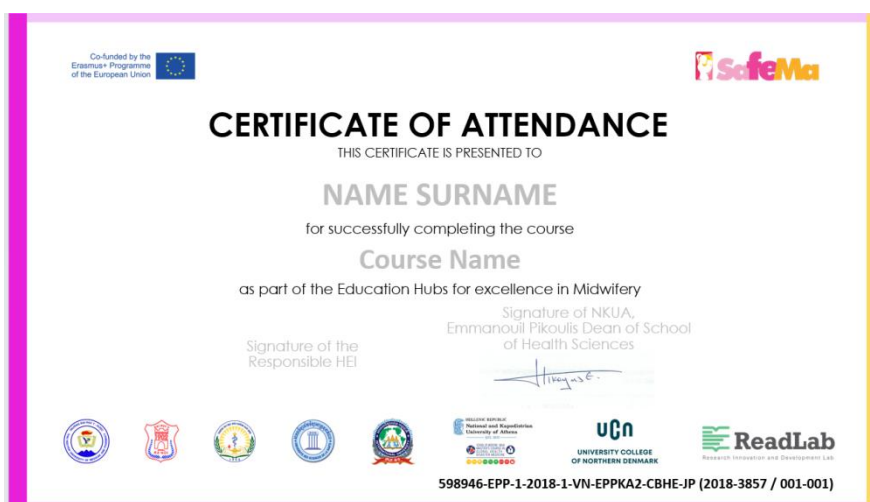 Co-funded by the
Erasmus+ Programme
of the European Union
SafeMa
CERTIFICATE OF ATTENDANCE
THIS CERTIFICATE IS PRESENTED TO
NAME SURNAME
for successfully completing the course
Course Name
as part of the Education Hubs for excellence in Midwifery
Signature of the
Responsible HEI
Signature of NKUA,
Emmanouil Pikoulis Dean of School
of Health Sciences
HELLENIC REPUBLIC
National and Kapodistrian
University of Athens
UCN
UNIVERSITY COLLEGE
OF NORTHERN DENMARK
ReadLab
Research Innovation and Development Lab
598946-EPP-1-2018-1-VN-EPPKA2-CBHE-JP (2018-3857 / 001-001)